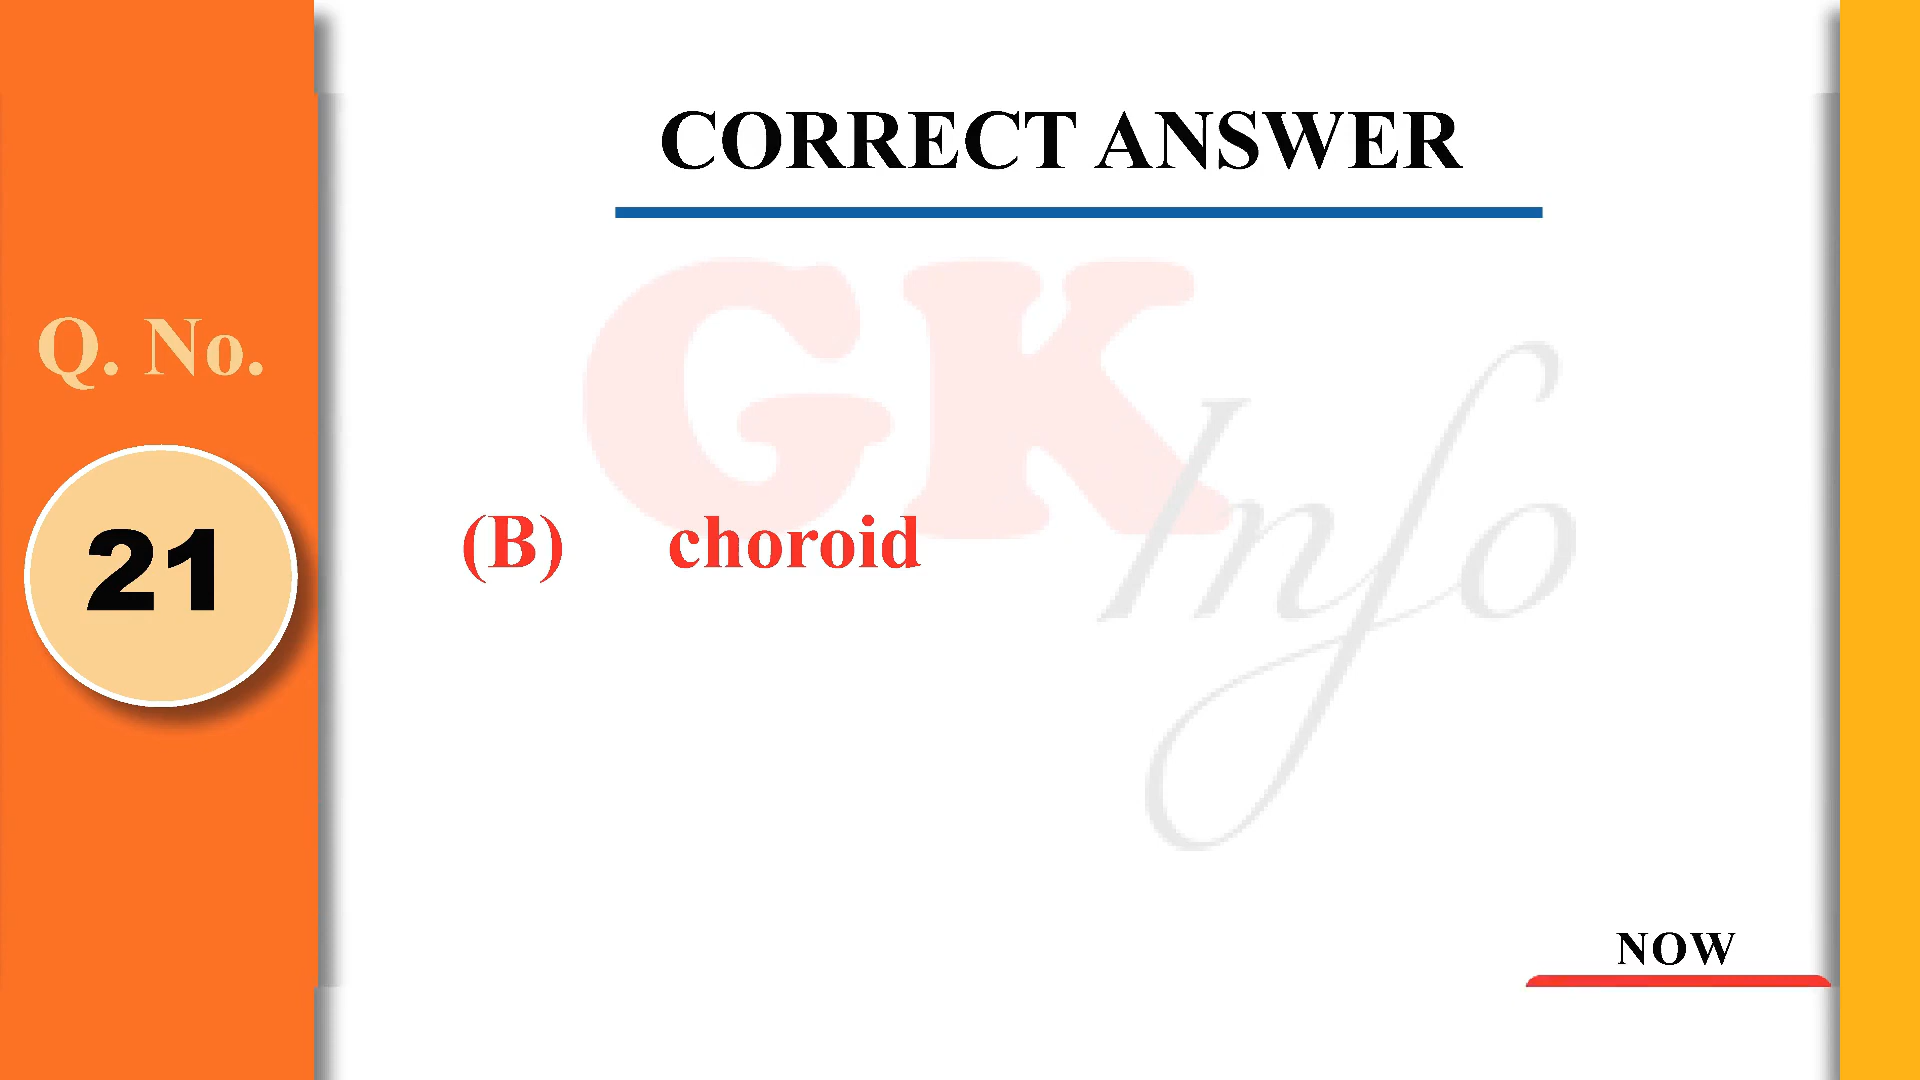 CORRECT ANSWER
Q. No.
21
GK Info
(B) choroid
NOW